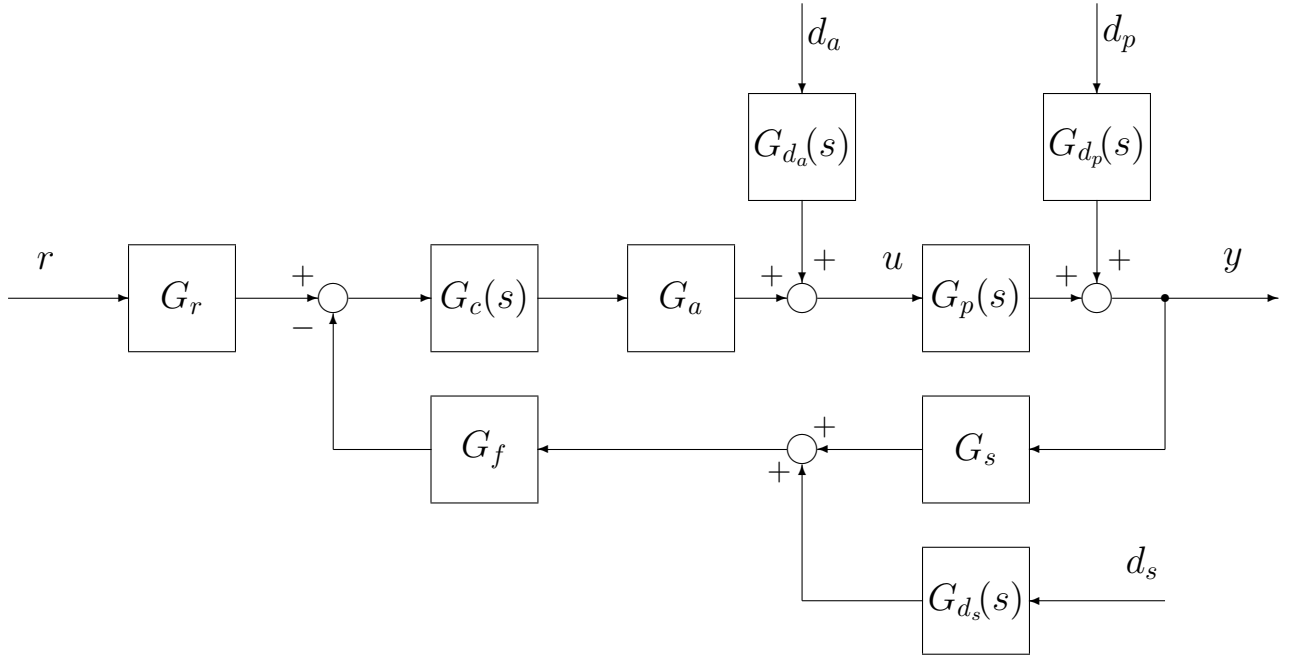 d_a d_p
G_{d_a}(s) G_{d_p}(s)
r + + + u + + y
G_r G_c(s) G_a G_p(s)
−
G_f + G_s
+
d_s
G_{d_s}(s)